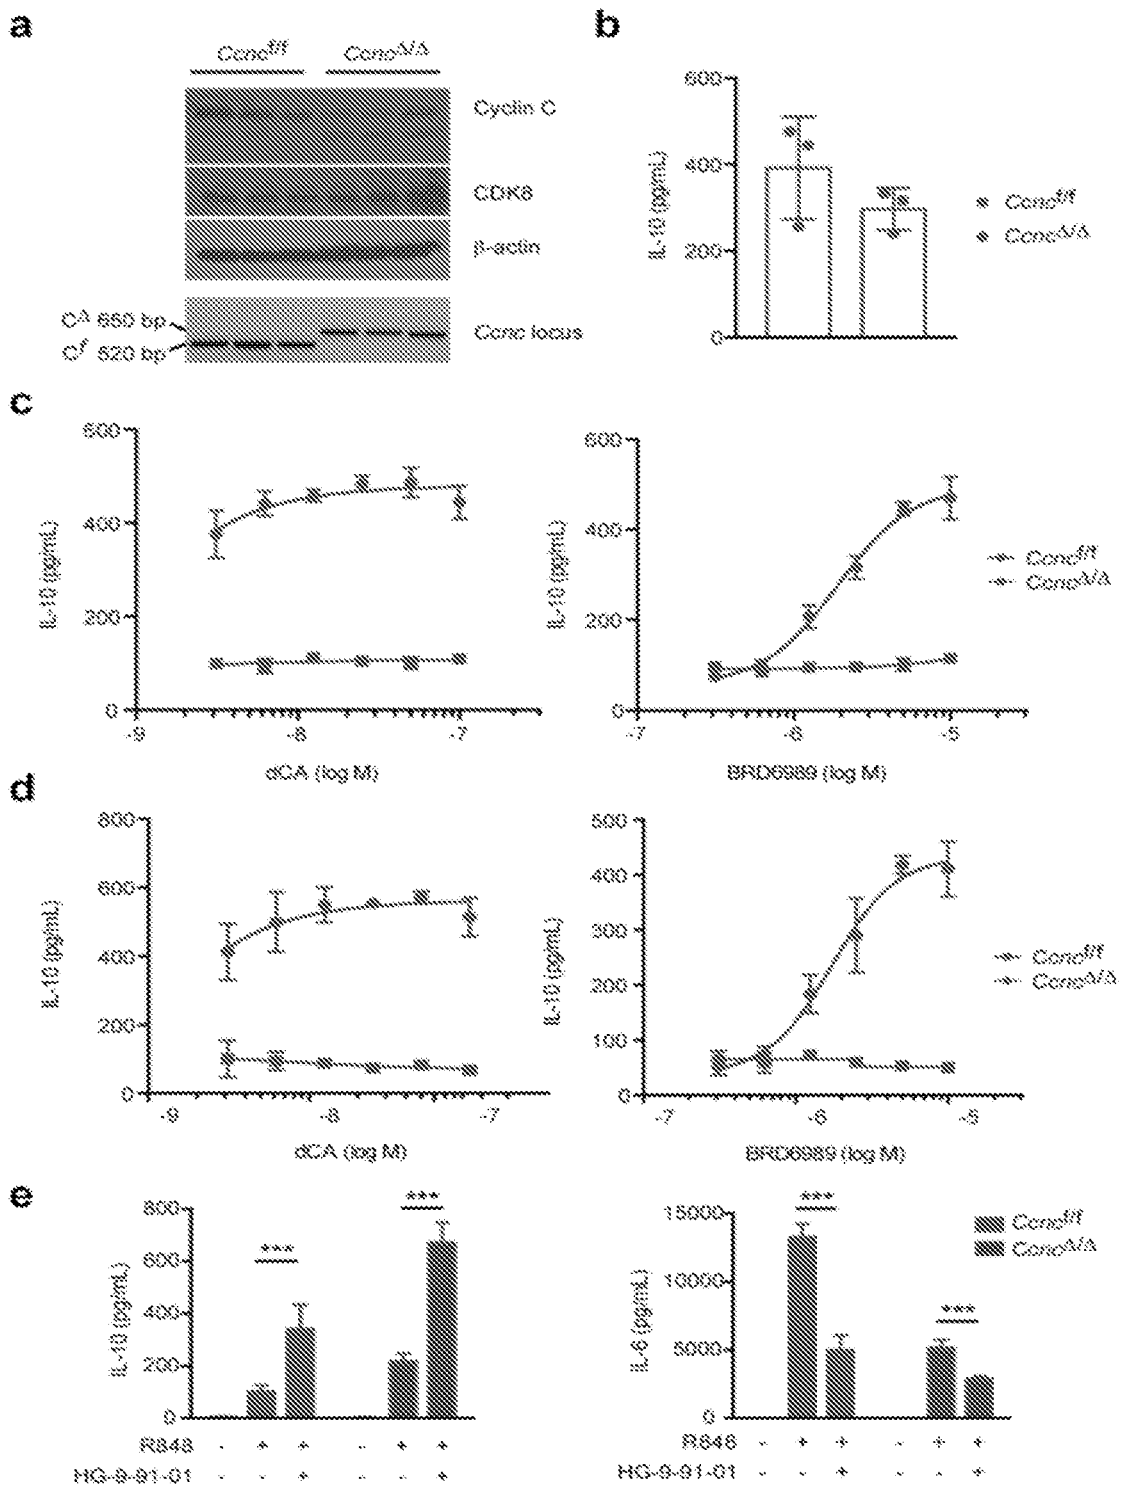 a
Ccnc^f/f Ccnc^Δ/Δ
Cyclin C
CDK8
β-actin
C^Δ 650 bp
C^f 520 bp
Ccnc locus
b
600
400
200
0
IL-10 (pg/mL)
Ccnc^f/f
Ccnc^Δ/Δ
c
600
400
200
0
IL-10 (pg/mL)
-9 -8 -7
dCA (log M)
600
400
200
0
IL-10 (pg/mL)
-7 -6 -5
BRD6989 (log M)
Ccnc^f/f
Ccnc^Δ/Δ
d
800
600
400
200
0
IL-10 (pg/mL)
-9 -8 -7
dCA (log M)
500
400
300
200
100
0
IL-10 (pg/mL)
-7 -6 -5
BRD6989 (log M)
Ccnc^f/f
Ccnc^Δ/Δ
e
800
600
400
200
0
IL-10 (pg/mL)
*** ***
R848 - + + - + +
HG-9-91-01 - - + - - +
15000
10000
5000
0
IL-6 (pg/mL)
*** ***
R848 - + + - + +
HG-9-91-01 - - + - - +
Ccnc^f/f
Ccnc^Δ/Δ